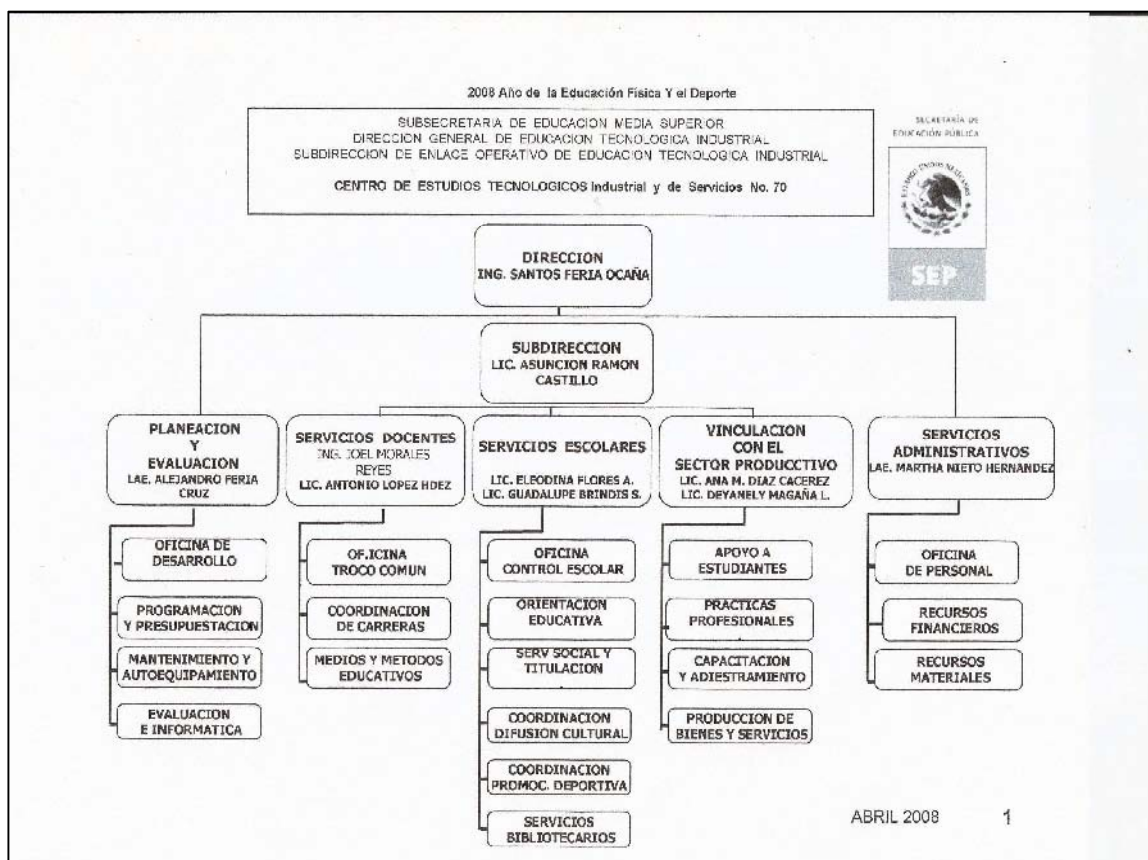 2008 Año de la Educación Física Y el Deporte
SUBSECRETARIA DE EDUCACION MEDIA SUPERIOR
DIRECCION GENERAL DE EDUCACION TECNOLOGICA INDUSTRIAL
SUBDIRECCION DE ENLACE OPERATIVO DE EDUCACION TECNOLOGICA INDUSTRIAL
CENTRO DE ESTUDIOS TECNOLOGICOS Industrial y de Servicios No. 70
SECRETARÍA DE
EDUCACIÓN PÚBLICA
ESTADOS UNIDOS MEXICANOS
SEP
DIRECCION
ING. SANTOS FERIA OCAÑA
SUBDIRECCION
LIC. ASUNCION RAMON
CASTILLO
PLANEACION
Y
EVALUACION
LAE. ALEJANDRO FERIA
CRUZ
OFICINA DE
DESARROLLO
PROGRAMACION
Y PRESUPUESTACION
MANTENIMIENTO Y
AUTOEQUIPAMIENTO
EVALUACION
E INFORMATICA
SERVICIOS DOCENTES
ING. JOEL MORALES
REYES
LIC. ANTONIO LOPEZ HDEZ
OF.ICINA
TROCO COMUN
COORDINACION
DE CARRERAS
MEDIOS Y METODOS
EDUCATIVOS
SERVICIOS ESCOLARES
LIC. ELEODINA FLORES A.
LIC. GUADALUPE BRINDIS S.
OFICINA
CONTROL ESCOLAR
ORIENTACION
EDUCATIVA
SERV SOCIAL Y
TITULACION
COORDINACION
DIFUSION CULTURAL
COORDINACION
PROMOC. DEPORTIVA
SERVICIOS
BIBLIOTECARIOS
VINCULACION
CON EL
SECTOR PRODUCCTIVO
LIC. ANA M. DIAZ CACEREZ
LIC. DEYANELY MAGAÑA L.
APOYO A
ESTUDIANTES
PRACTICAS
PROFESIONALES
CAPACITACION
Y ADIESTRAMIENTO
PRODUCCION DE
BIENES Y SERVICIOS
SERVICIOS
ADMINISTRATIVOS
LAE. MARTHA NIETO HERNANDEZ
OFICINA
DE PERSONAL
RECURSOS
FINANCIEROS
RECURSOS
MATERIALES
ABRIL 2008 1